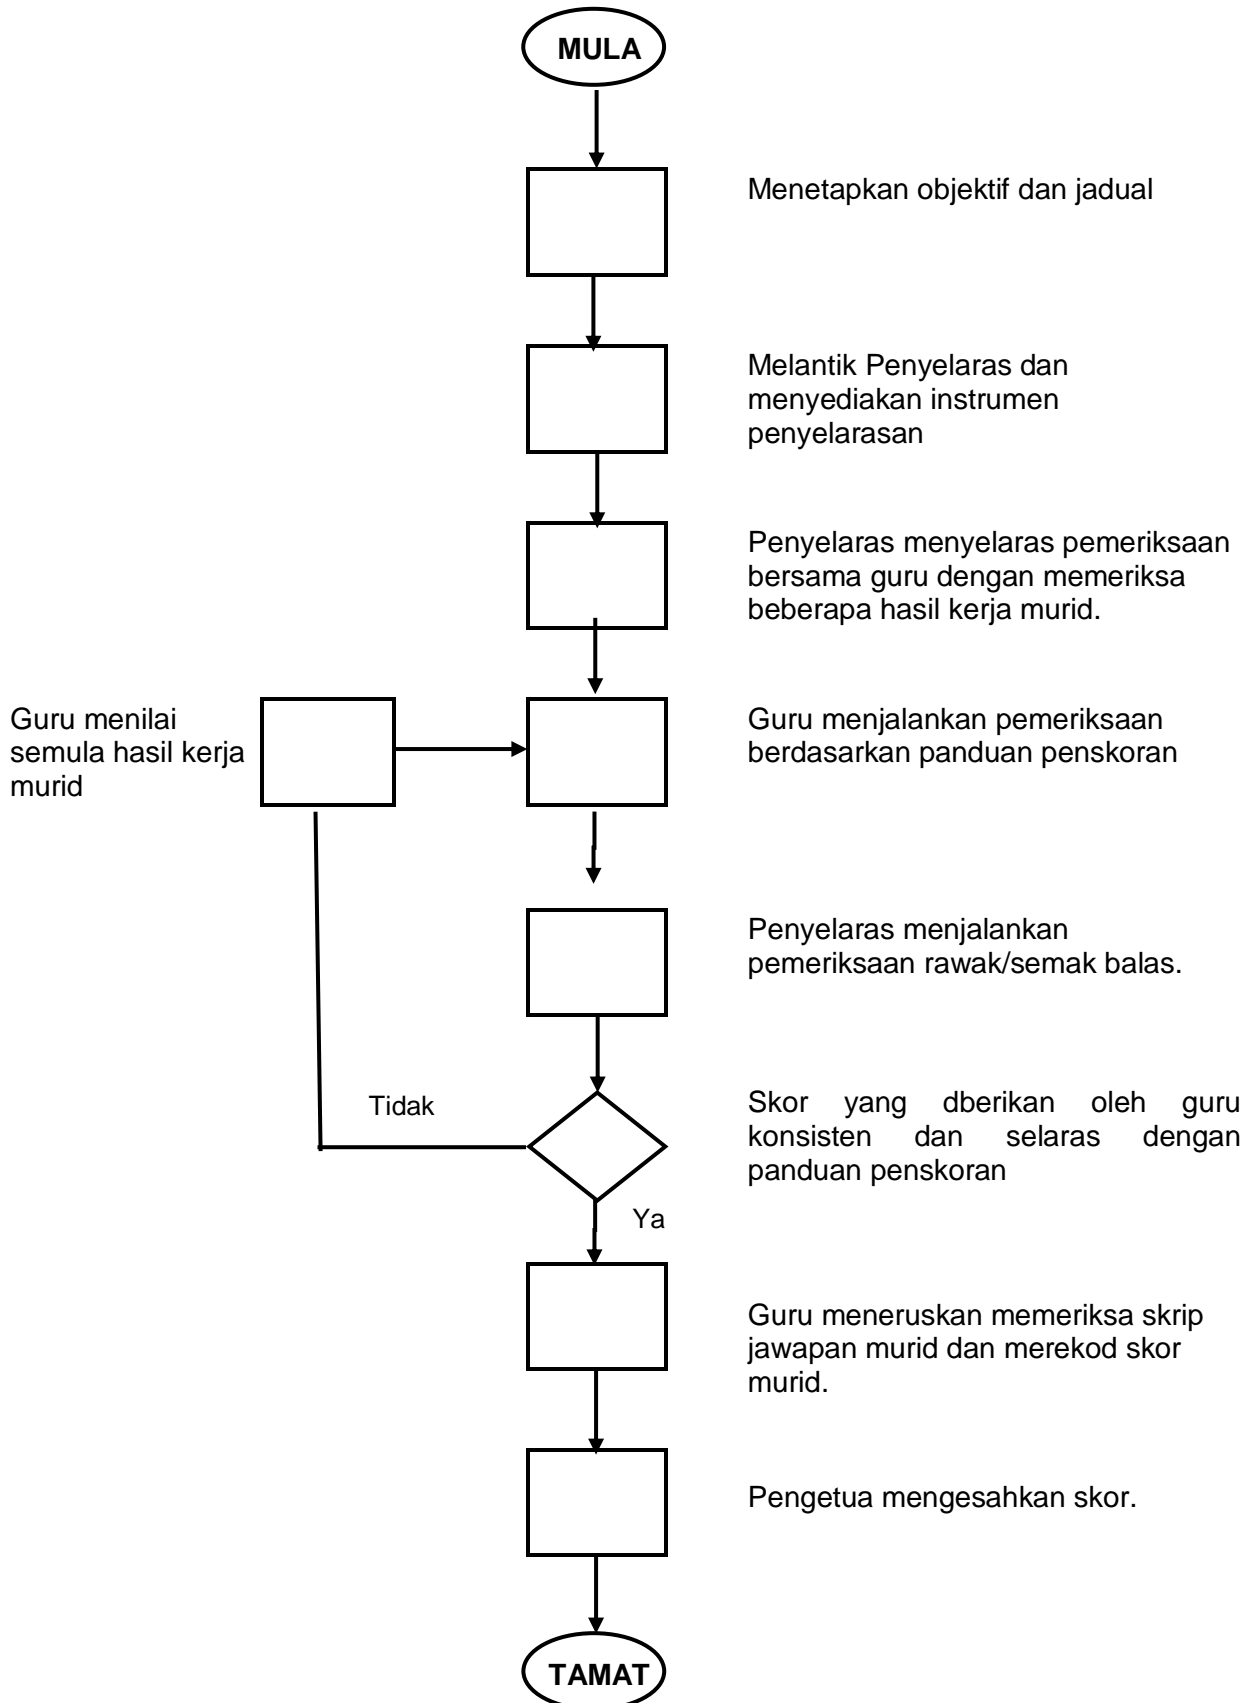 MULA
Menetapkan objektif dan jadual
Melantik Penyelaras dan
menyediakan instrumen
penyelarasan
Penyelaras menyelaras pemeriksaan
bersama guru dengan memeriksa
beberapa hasil kerja murid.
Guru menilai
semula hasil kerja
murid
Guru menjalankan pemeriksaan
berdasarkan panduan penskoran
Penyelaras menjalankan
pemeriksaan rawak/semak balas.
Tidak
Skor yang dberikan oleh guru
konsisten dan selaras dengan
panduan penskoran
Ya
Guru meneruskan memeriksa skrip
jawapan murid dan merekod skor
murid.
Pengetua mengesahkan skor.
TAMAT